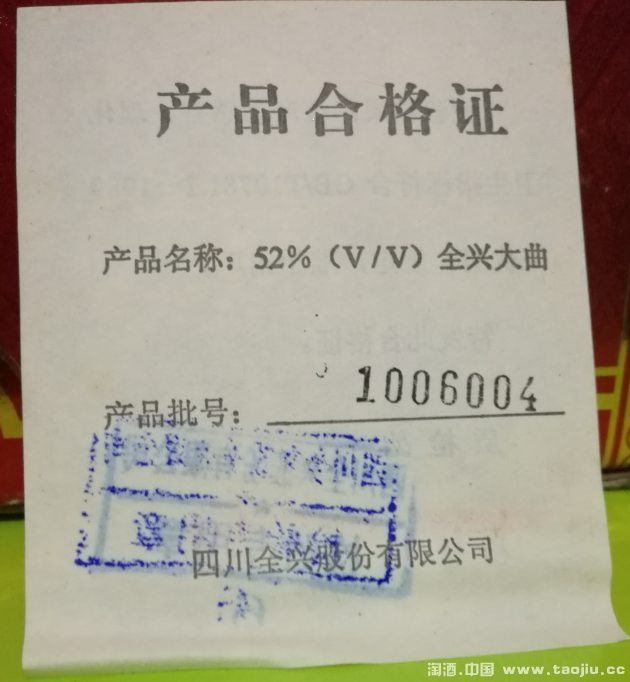 产品合格证
产品名称：52%（V/V）全兴大曲
产品批号： 1006004
四川全兴股份有限公司
淘酒.中国 www.taojiu.cc